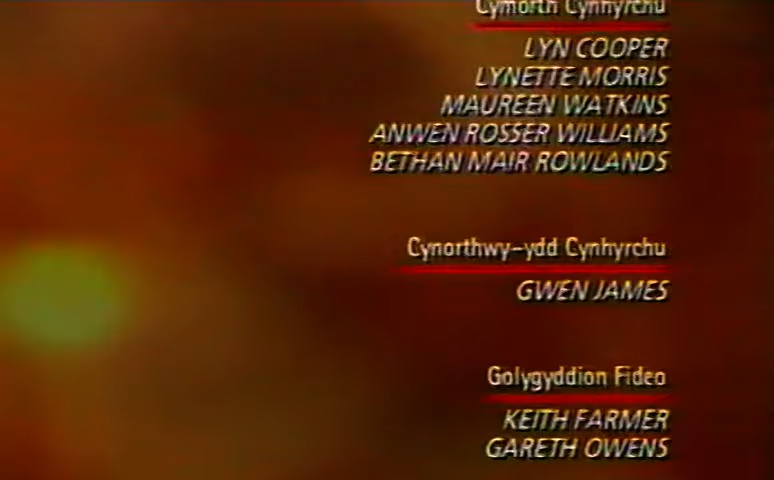 Cymorth Cynhyrchu
LYN COOPER
LYNETTE MORRIS
MAUREEN WATKINS
ANWEN ROSSER WILLIAMS
BETHAN MAIR ROWLANDS
Cynorthwy-ydd Cynhyrchu
GWEN JAMES
Golygyddion Fideo
KEITH FARMER
GARETH OWENS